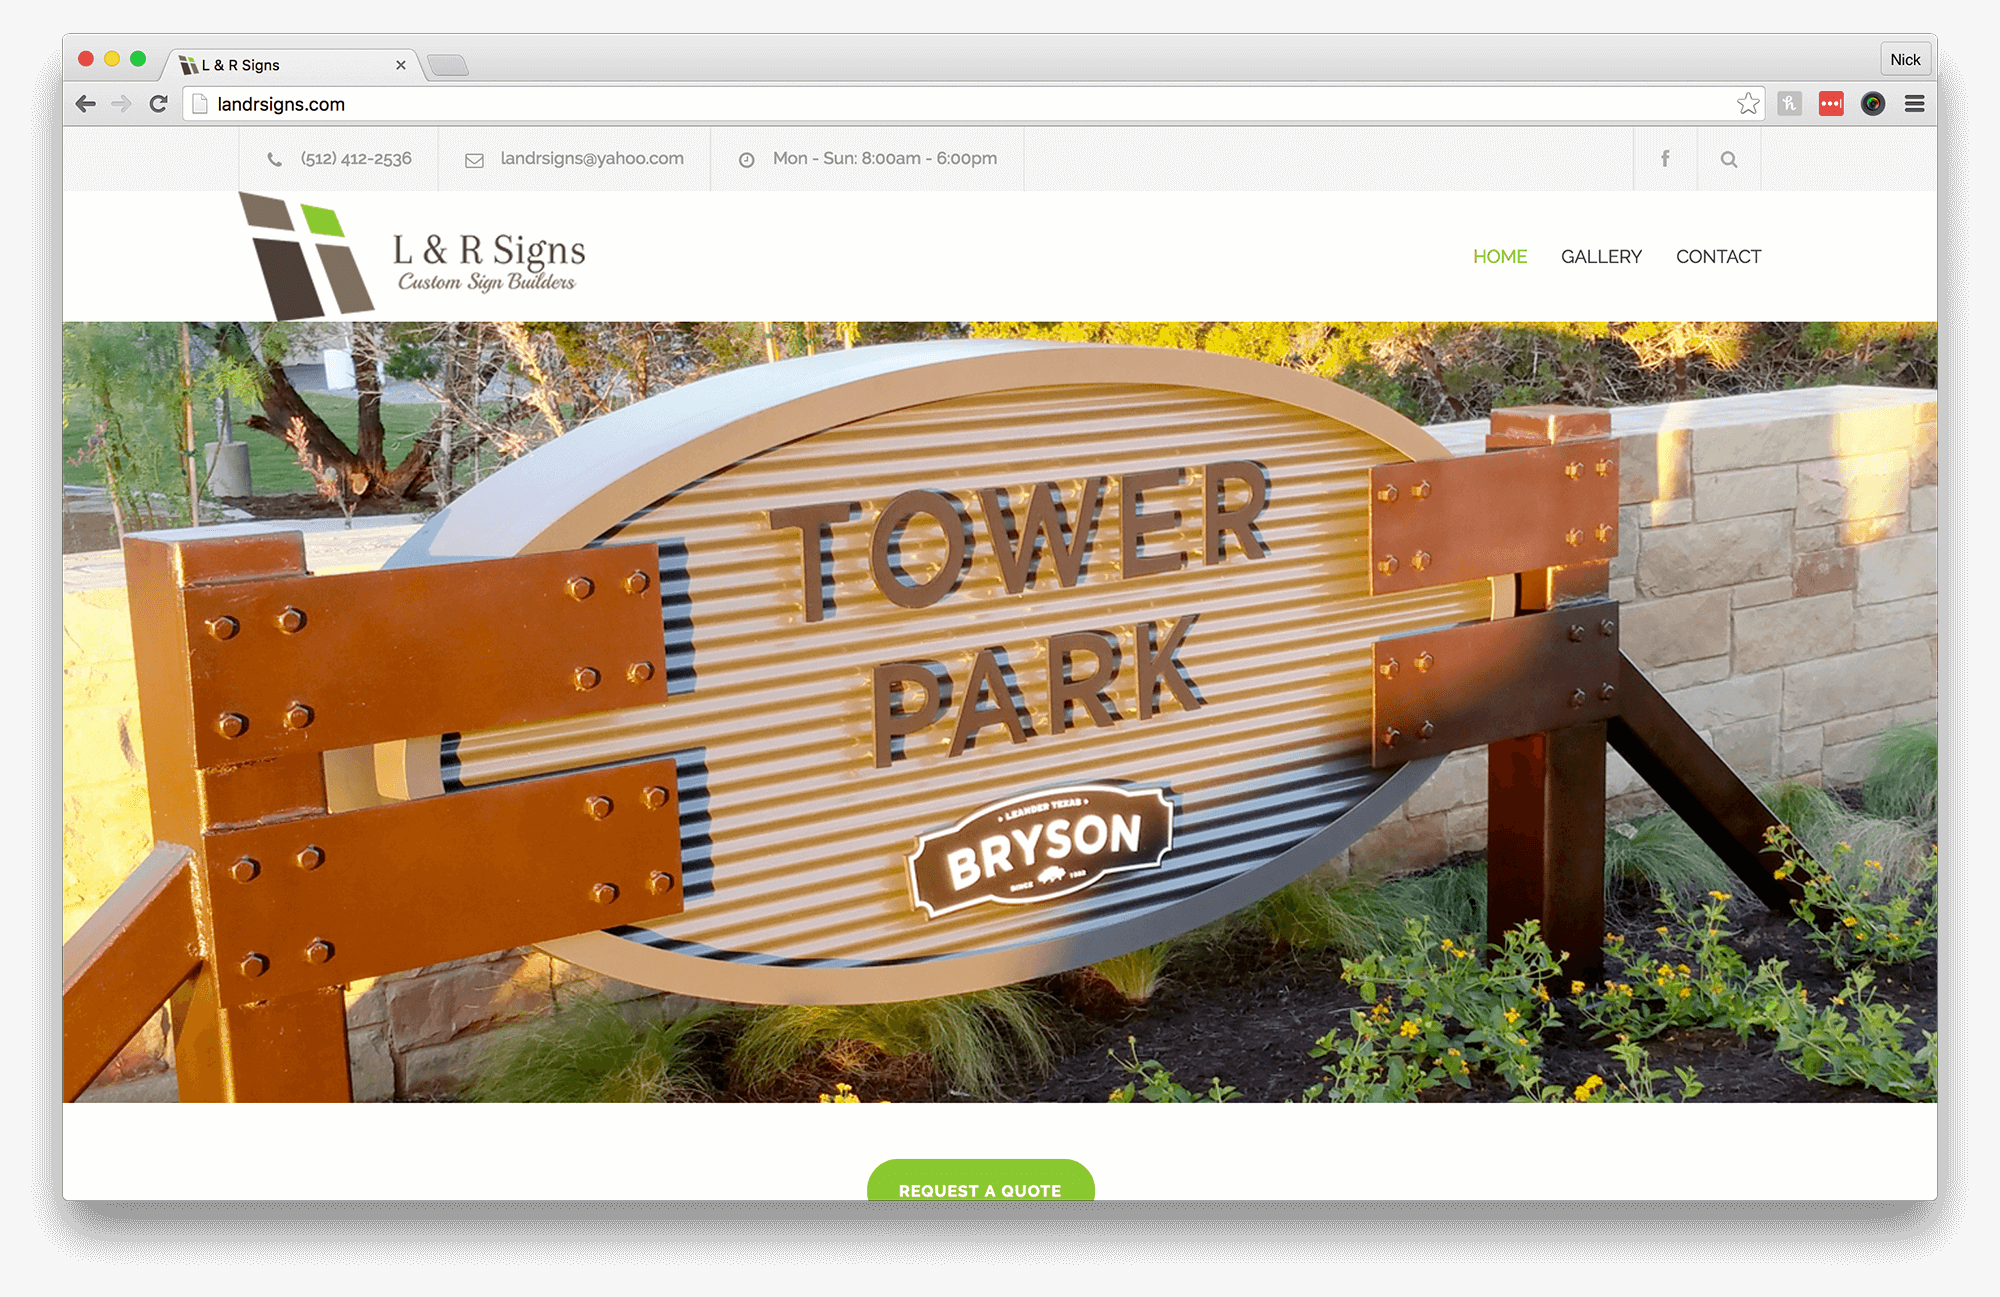 L & R Signs
Nick
landrsigns.com
(512) 412-2536
landrsigns@yahoo.com
Mon - Sun: 8:00am - 6:00pm
L & R Signs
Custom Sign Builders
HOME
GALLERY
CONTACT
TOWER
PARK
• LEANDER TEXAS •
BRYSON
SINCE
REQUEST A QUOTE